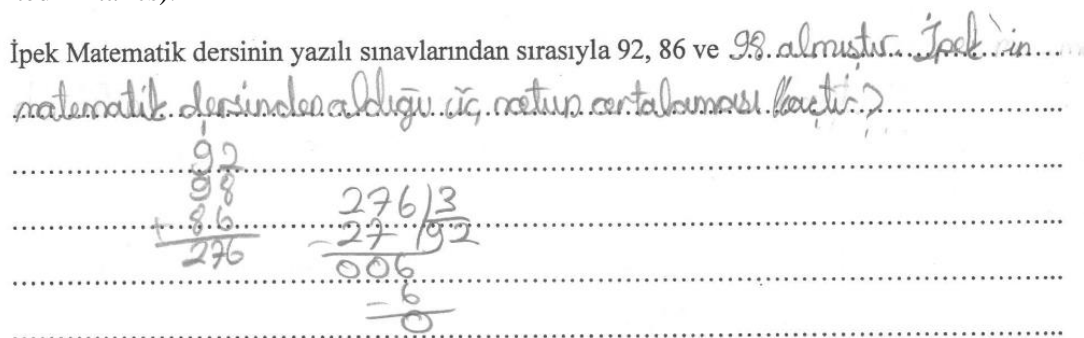 İpek Matematik dersinin yazılı sınavlarından sırasıyla 92, 86 ve 98 almıştır. İpek'in
matematik dersinden aldığı üç notun ortalaması kaçtır?
92
98
+ 86
276
276 | 3
- 27 | 92
006
- 6
0